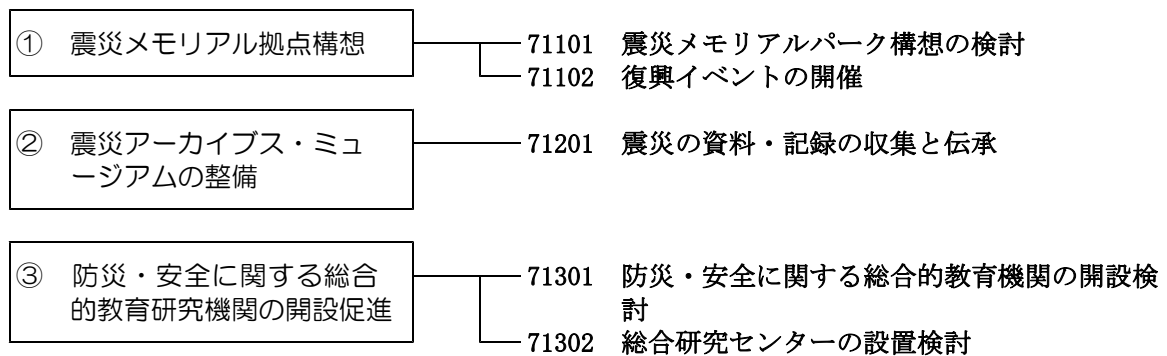 ① 震災メモリアル拠点構想
71101 震災メモリアルパーク構想の検討
71102 復興イベントの開催
② 震災アーカイブス・ミュ
ージアムの整備
71201 震災の資料・記録の収集と伝承
③ 防災・安全に関する総合
的教育研究機関の開設促進
71301 防災・安全に関する総合的教育機関の開設検
討
71302 総合研究センターの設置検討